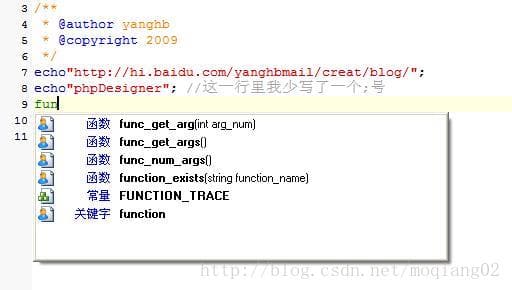 3 /**
4 * @author yanghb
5 * @copyright 2009
6 */
7 echo"http://hi.baidu.com/yanghbmail/creat/blog/";
8 echo"phpDesigner"; //这一行里我少写了一个;号
9 fun
10 函数 func_get_arg(int arg_num)
11 函数 func_get_args()
函数 func_num_args()
函数 function_exists(string function_name)
常量 FUNCTION_TRACE
关键字 function
http://blog.csdn.net/moqiang02